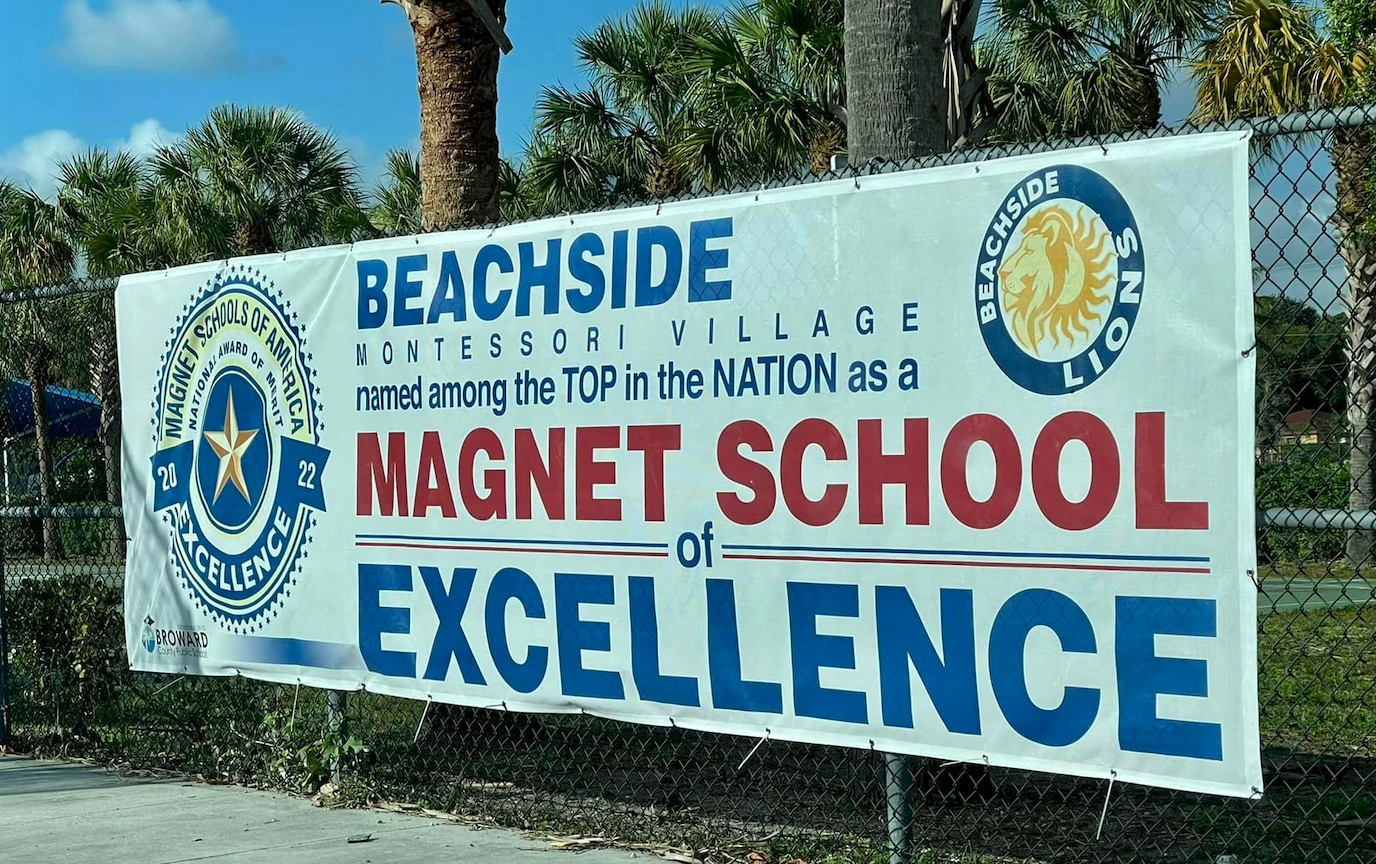 MAGNET SCHOOLS OF AMERICA
NATIONAL AWARD OF MERIT
20 22
EXCELLENCE
BROWARD
County Public Schools
BEACHSIDE
MONTESSORI VILLAGE
named among the TOP in the NATION as a
MAGNET SCHOOL
of
EXCELLENCE
BEACHSIDE
LIONS